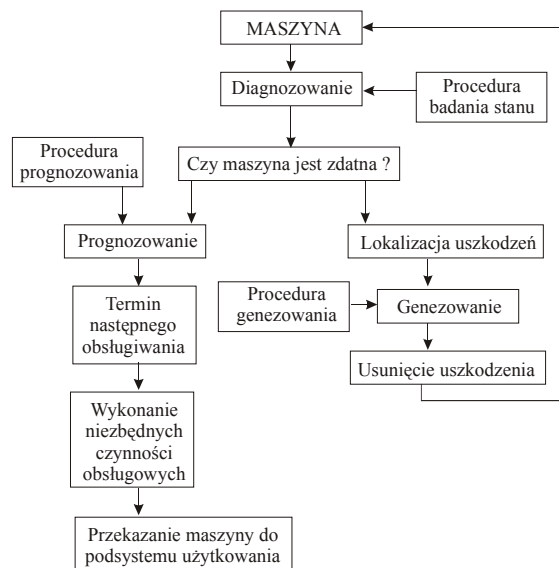 MASZYNA
Diagnozowanie
Procedura
badania stanu
Procedura
prognozowania
Czy maszyna jest zdatna ?
Prognozowanie
Lokalizacja uszkodzeń
Termin
następnego
obsługiwania
Procedura
genezowania
Genezowanie
Usunięcie uszkodzenia
Wykonanie
niezbędnych
czynności
obsługowych
Przekazanie maszyny do
podsystemu użytkowania